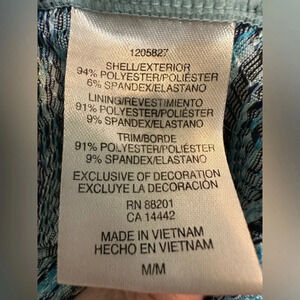 1205827
SHELL/EXTERIOR
94% POLYESTER/POLIÉSTER
6% SPANDEX/ELASTANO
LINING/REVESTIMIENTO
91% POLYESTER/POLIÉSTER
9% SPANDEX/ELASTANO
TRIM/BORDE
91% POLYESTER/POLIÉSTER
9% SPANDEX/ELASTANO
EXCLUSIVE OF DECORATION
EXCLUYE LA DECORACIÓN
RN 88201
CA 14442
MADE IN VIETNAM
HECHO EN VIETNAM
M/M